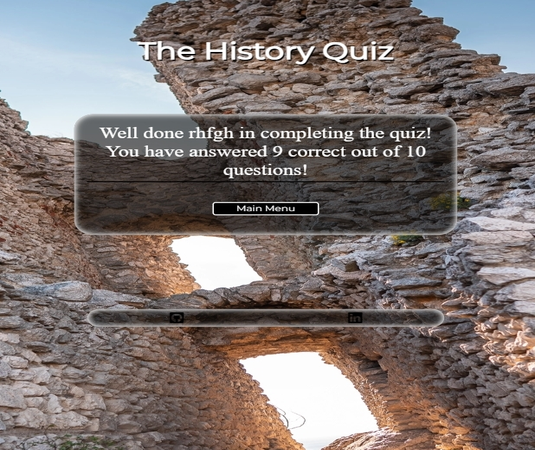 The History Quiz
Well done rhfgh in completing the quiz!
You have answered 9 correct out of 10
questions!
Main Menu
in